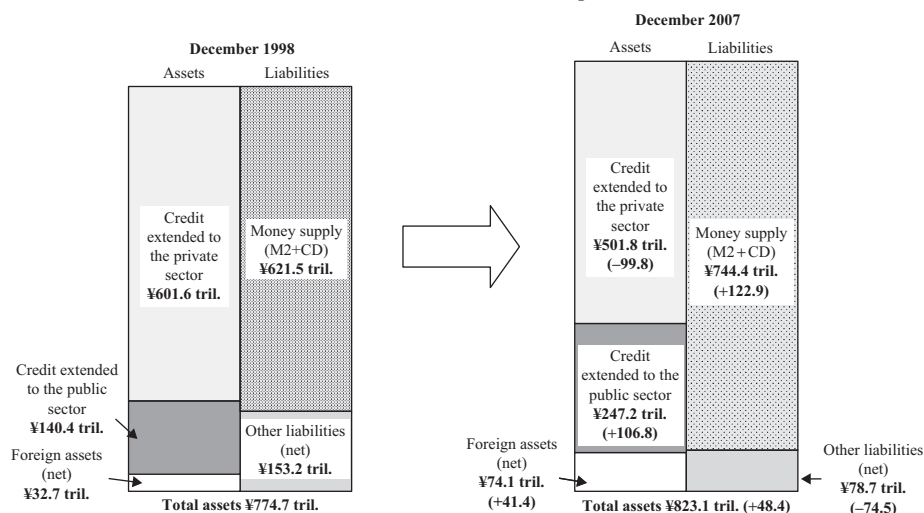 December 1998
Assets
Liabilities
Credit
extended to
the private
sector
¥601.6 tril.
Money supply
(M2+CD)
¥621.5 tril.
Credit extended
to the public
sector
¥140.4 tril.
Foreign assets
(net)
¥32.7 tril.
Other liabilities
(net)
¥153.2 tril.
Total assets ¥774.7 tril.
December 2007
Assets
Liabilities
Credit
extended to
the private
sector
¥501.8 tril.
(–99.8)
Money supply
(M2+CD)
¥744.4 tril.
(+122.9)
Credit
extended to the
public sector
¥247.2 tril.
(+106.8)
Foreign assets
(net)
¥74.1 tril.
(+41.4)
Other liabilities
(net)
¥78.7 tril.
(–74.5)
Total assets ¥823.1 tril. (+48.4)